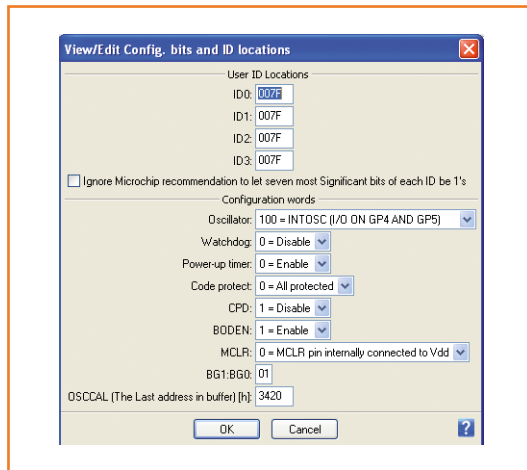 View/Edit Config. bits and ID locations
User ID Locations
ID0: 007F
ID1: 007F
ID2: 007F
ID3: 007F
Ignore Microchip recommendation to let seven most Significant bits of each ID be 1's
Configuration words
Oscillator: 100 = INTOSC (I/O ON GP4 AND GP5)
Watchdog: 0 = Disable
Power-up timer: 0 = Enable
Code protect: 0 = All protected
CPD: 1 = Disable
BODEN: 1 = Enable
MCLR: 0 = MCLR pin internally connected to Vdd
BG1:BG0: 01
OSCCAL (The Last address in buffer) [h]: 3420
OK Cancel ?